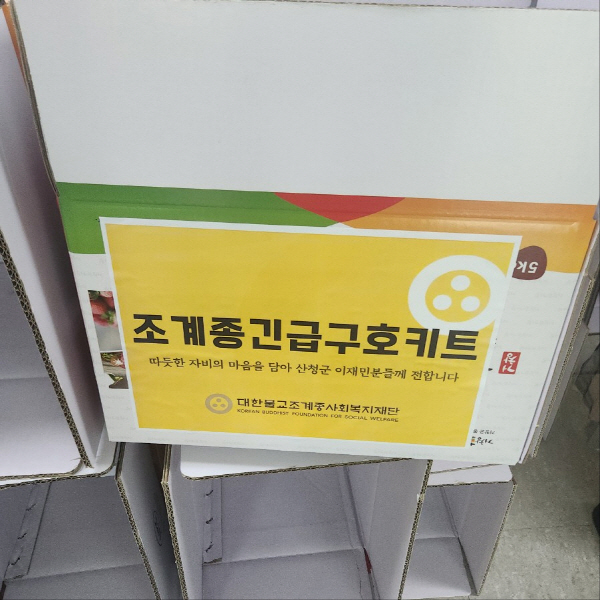 5k
조계종긴급구호키트
따듯한 자비의 마음을 담아 산청군 이재민분들께 전합니다
대한불교조계종사회복지재단
KOREAN BUDDHIST FOUNDATION FOR SOCIAL WELFARE